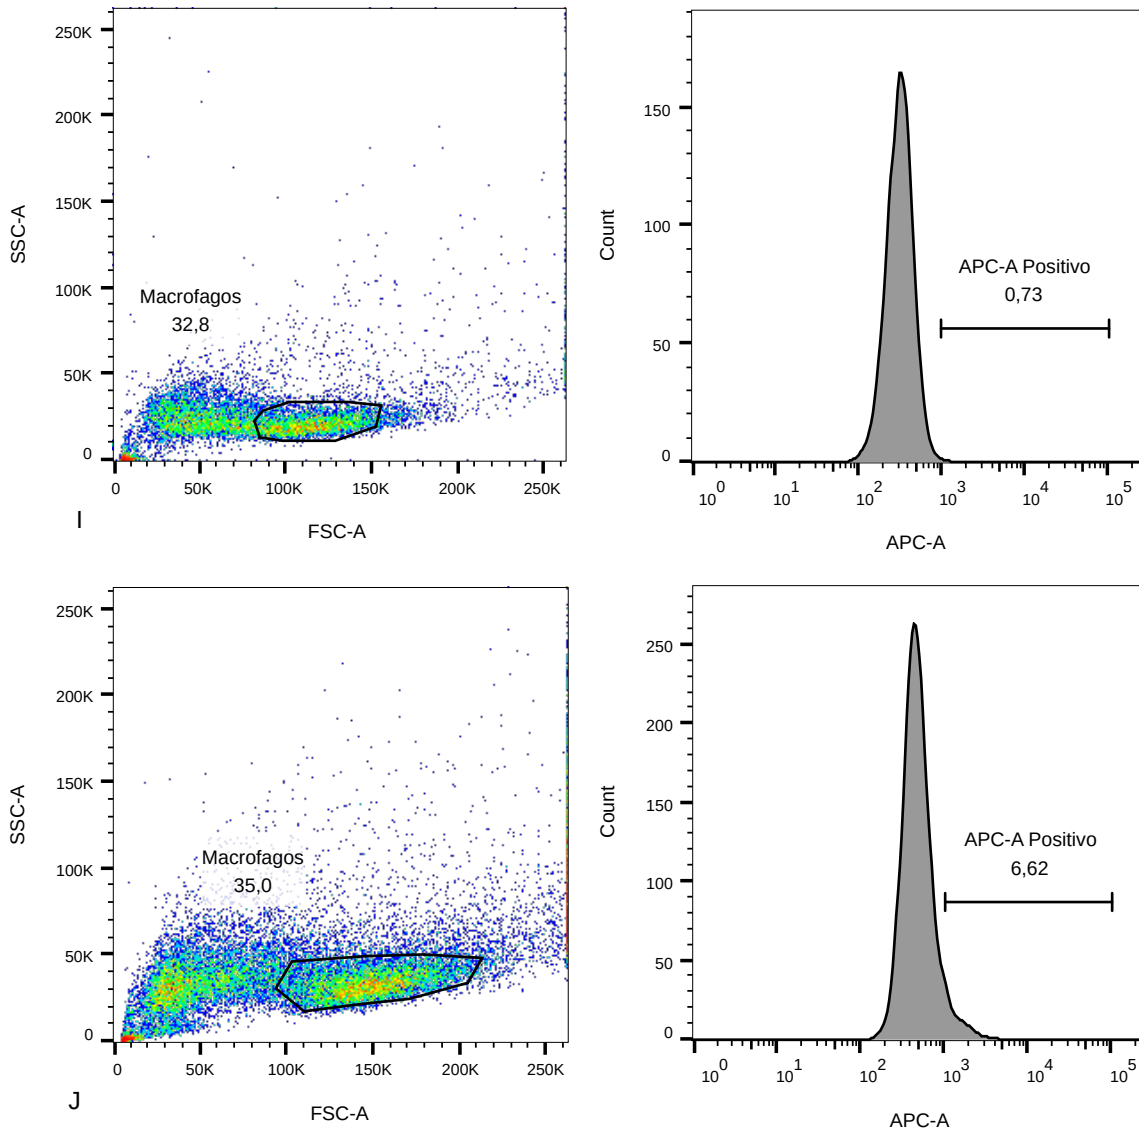 250K
200K
150K
100K
50K
0
SSC-A
Macrofagos
32,8
0
50K
100K
150K
200K
250K
FSC-A
I
150
100
50
0
Count
APC-A Positivo
0,73
10^0
10^1
10^2
10^3
10^4
10^5
APC-A
250K
200K
150K
100K
50K
0
SSC-A
Macrofagos
35,0
0
50K
100K
150K
200K
250K
FSC-A
J
250
200
150
100
50
0
Count
APC-A Positivo
6,62
10^0
10^1
10^2
10^3
10^4
10^5
APC-A